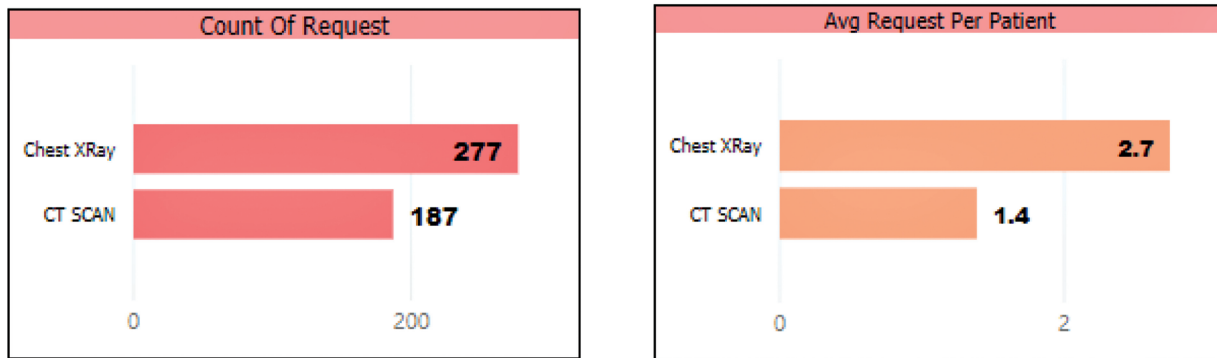 Count Of Request
Chest XRay
277
CT SCAN
187
0
200
Avg Request Per Patient
Chest XRay
2.7
CT SCAN
1.4
0
2